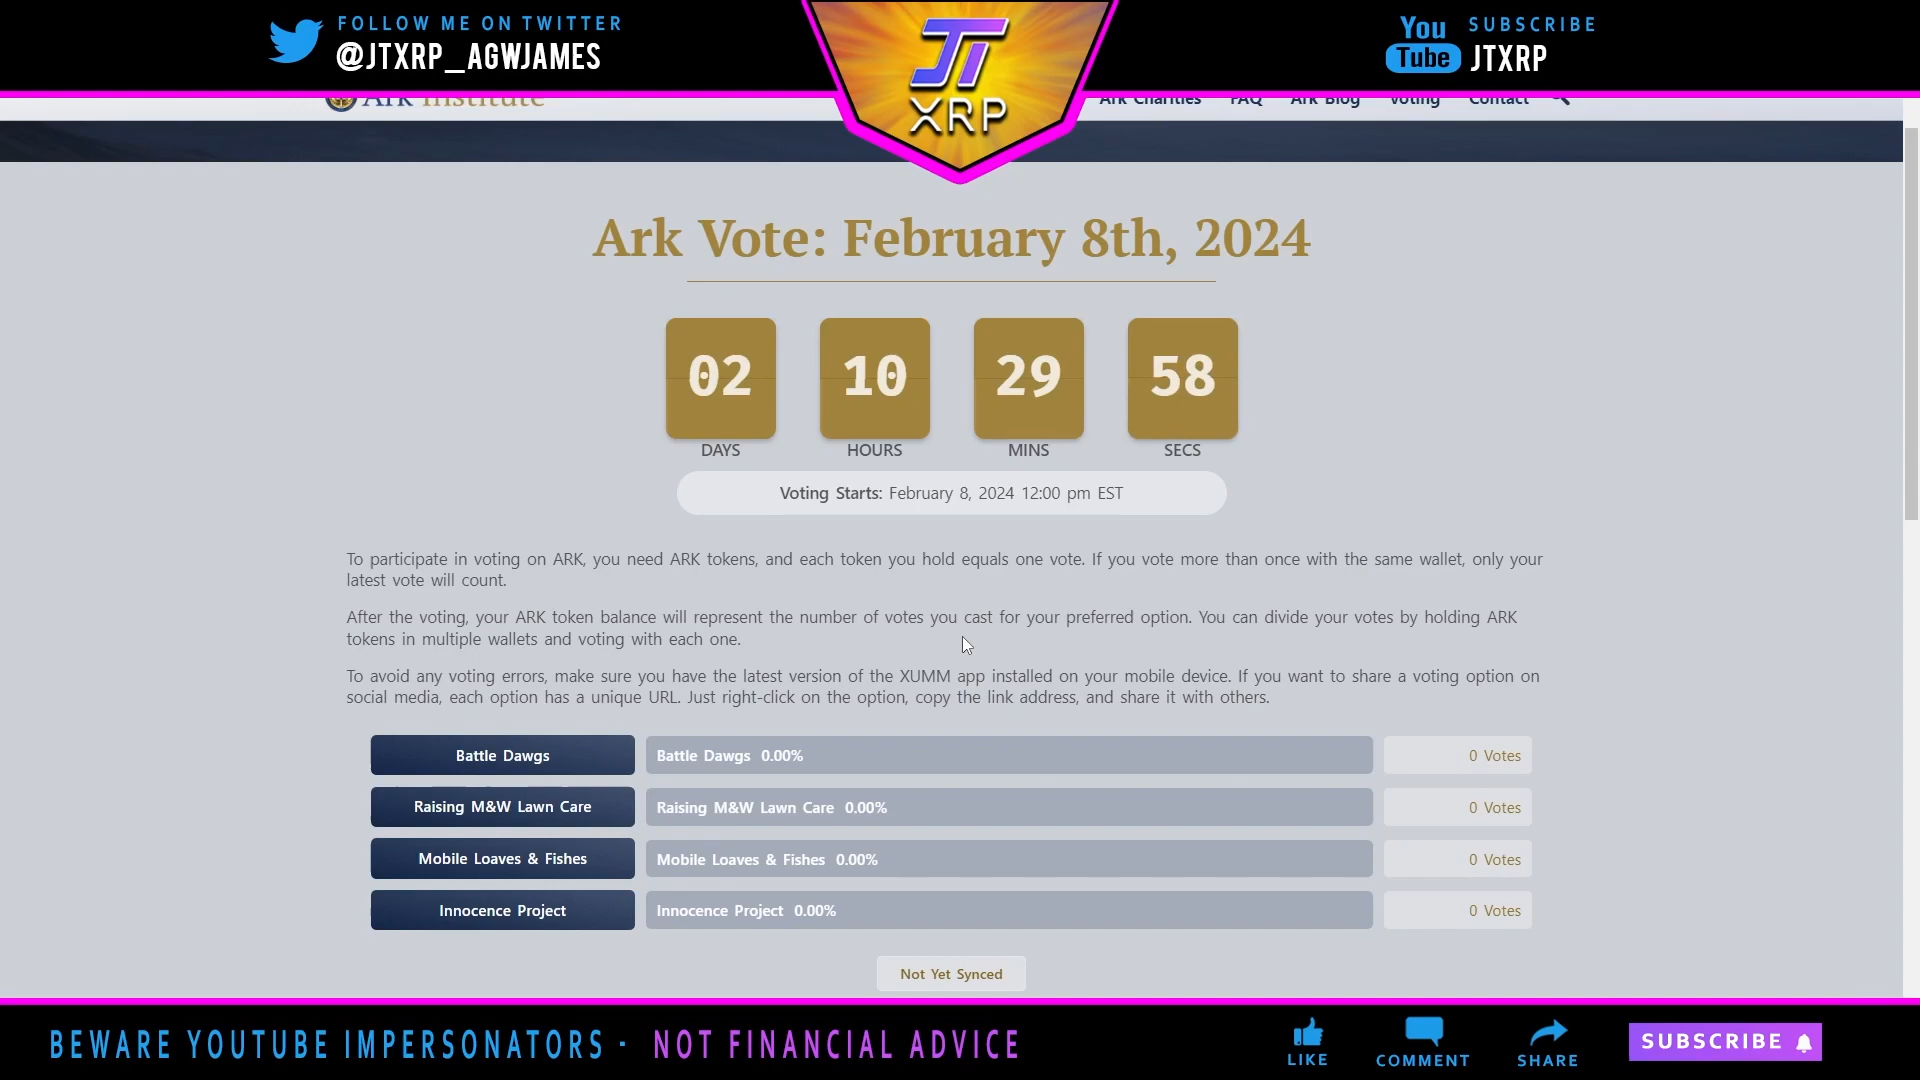 FOLLOW ME ON TWITTER
@JTXRP_AGWJAMES
JT
XRP
You Tube
SUBSCRIBE
JTXRP
Ark Institute
Ark Charities FAQ Ark Blog Voting Contact
Ark Vote: February 8th, 2024
02 10 29 58
DAYS HOURS MINS SECS
Voting Starts: February 8, 2024 12:00 pm EST
To participate in voting on ARK, you need ARK tokens, and each token you hold equals one vote. If you vote more than once with the same wallet, only your
latest vote will count.
After the voting, your ARK token balance will represent the number of votes you cast for your preferred option. You can divide your votes by holding ARK
tokens in multiple wallets and voting with each one.
To avoid any voting errors, make sure you have the latest version of the XUMM app installed on your mobile device. If you want to share a voting option on
social media, each option has a unique URL. Just right-click on the option, copy the link address, and share it with others.
Battle Dawgs Battle Dawgs 0.00% 0 Votes
Raising M&W Lawn Care Raising M&W Lawn Care 0.00% 0 Votes
Mobile Loaves & Fishes Mobile Loaves & Fishes 0.00% 0 Votes
Innocence Project Innocence Project 0.00% 0 Votes
Not Yet Synced
BEWARE YOUTUBE IMPERSONATORS - NOT FINANCIAL ADVICE
LIKE COMMENT SHARE SUBSCRIBE